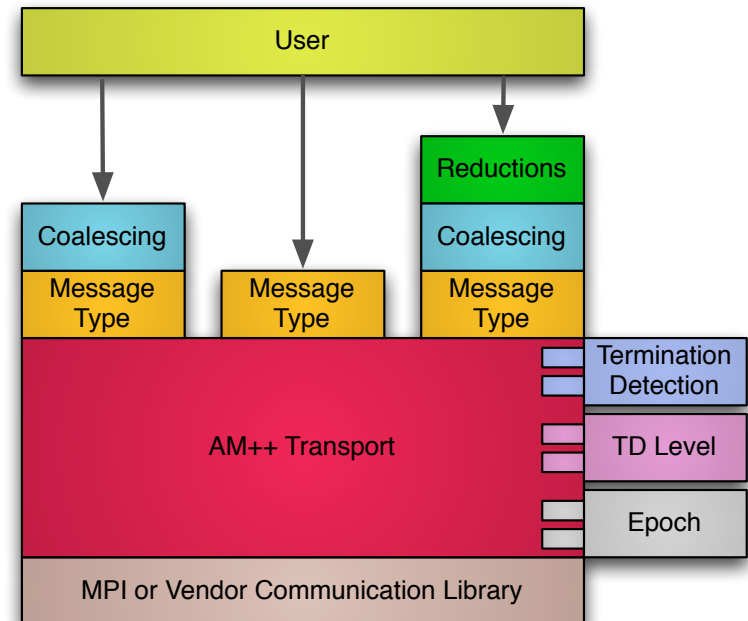 User
Reductions
Coalescing
Coalescing
Message
Type
Message
Type
Message
Type
Termination
Detection
AM++ Transport
TD Level
Epoch
MPI or Vendor Communication Library